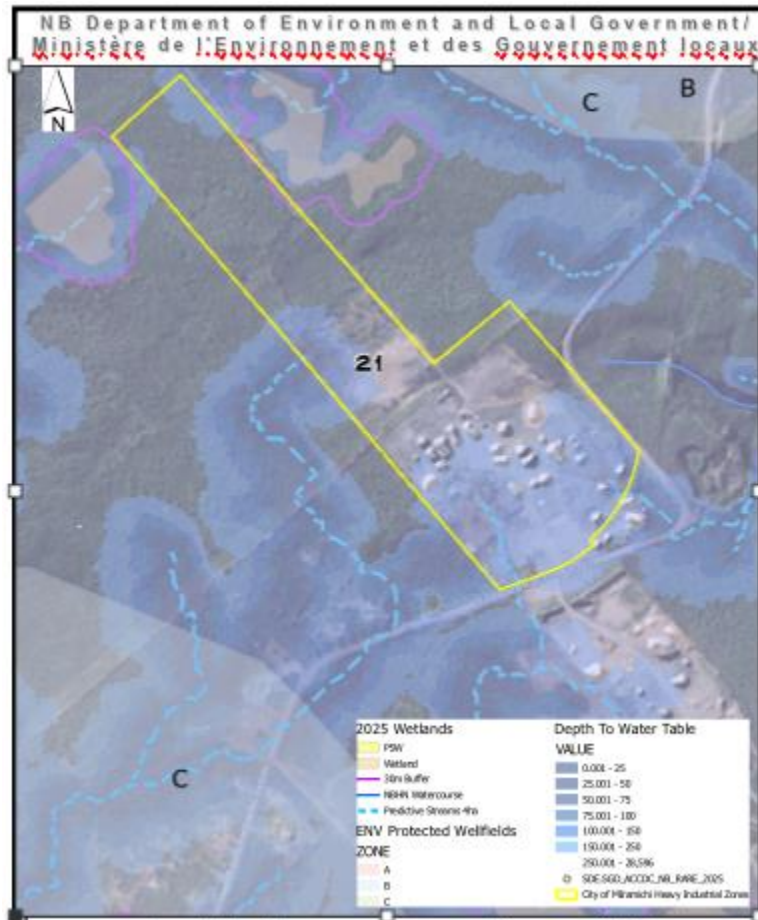 NB Department of Environment and Local Government/
Ministère de l'Environnement et des Gouvernement locaux
N
C
B
21
C
2025 Wetlands
PSW
Wetland
30m Buffer
NBHN Watercourse
Predictive Streams 4ha
ENV Protected Wellfields
ZONE
A
B
C
Depth To Water Table
VALUE
0.001 - 25
25.001 - 50
50.001 - 75
75.001 - 100
100.001 - 150
150.001 - 250
250.001 - 28,596
SDE.SGD_ACCDC_NB_RARE_2025
City of Miramichi Heavy Industrial Zones